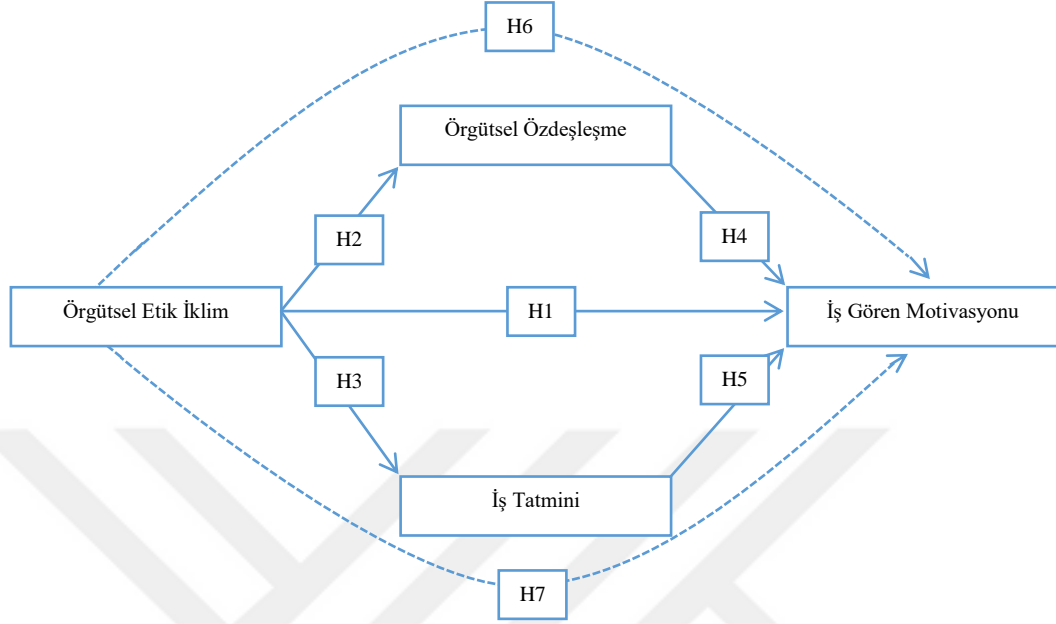 H6
Örgütsel Özdeşleşme
H2
H4
Örgütsel Etik İklim
H1
İş Gören Motivasyonu
H3
H5
İş Tatmini
H7